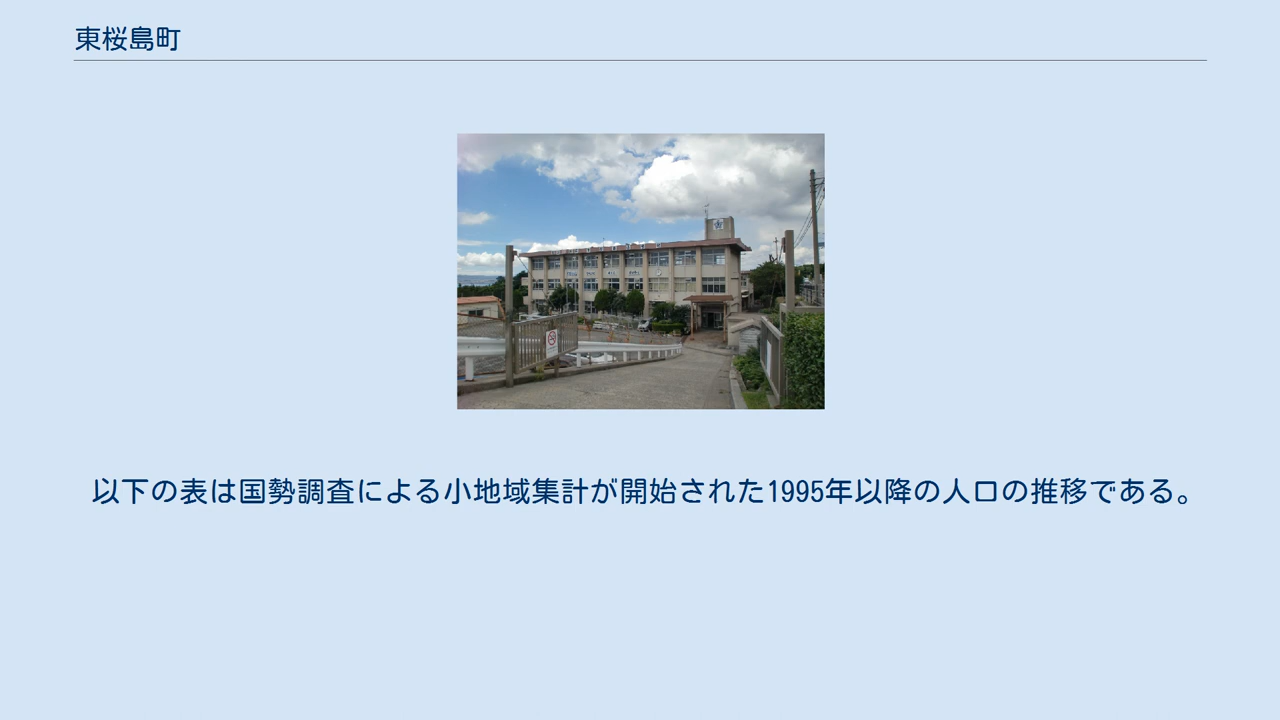 東桜島町
以下の表は国勢調査による小地域集計が開始された1995年以降の人口の推移である。